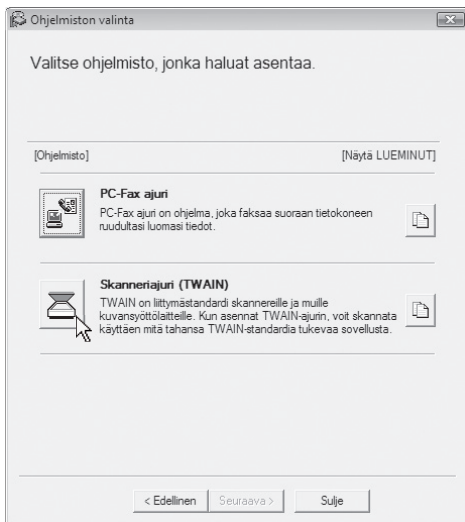 Ohjelmiston valinta
Valitse ohjelmisto, jonka haluat asentaa.
[Ohjelmisto] [Näytä LUEMINUT]
PC-Fax ajuri
PC-Fax ajuri on ohjelma, joka faksaa suoraan tietokoneen
ruudultasi luomasi tiedot.
Skanneriajuri (TWAIN)
TWAIN on liittymästandardi skannereille ja muille
kuvansyöttölaitteille. Kun asennat TWAIN-ajurin, voit skannata
käyttäen mitä tahansa TWAIN-standardia tukevaa sovellusta.
< Edellinen Seuraava > Sulje